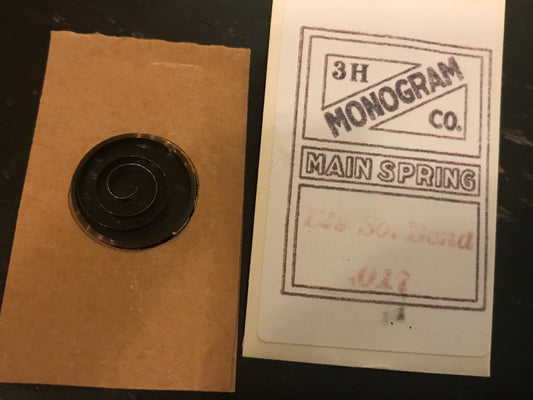 3H
MONOGRAM
CO.
MAIN SPRING
12s So. Bend
.017